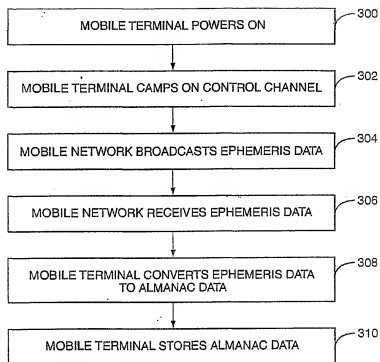 MOBILE TERMINAL POWERS ON
300
MOBILE TERMINAL CAMPS ON CONTROL CHANNEL
302
MOBILE NETWORK BROADCASTS EPHEMERIS DATA
304
MOBILE NETWORK RECEIVES EPHEMERIS DATA
306
MOBILE TERMINAL CONVERTS EPHEMERIS DATA
TO ALMANAC DATA
308
MOBILE TERMINAL STORES ALMANAC DATA
310